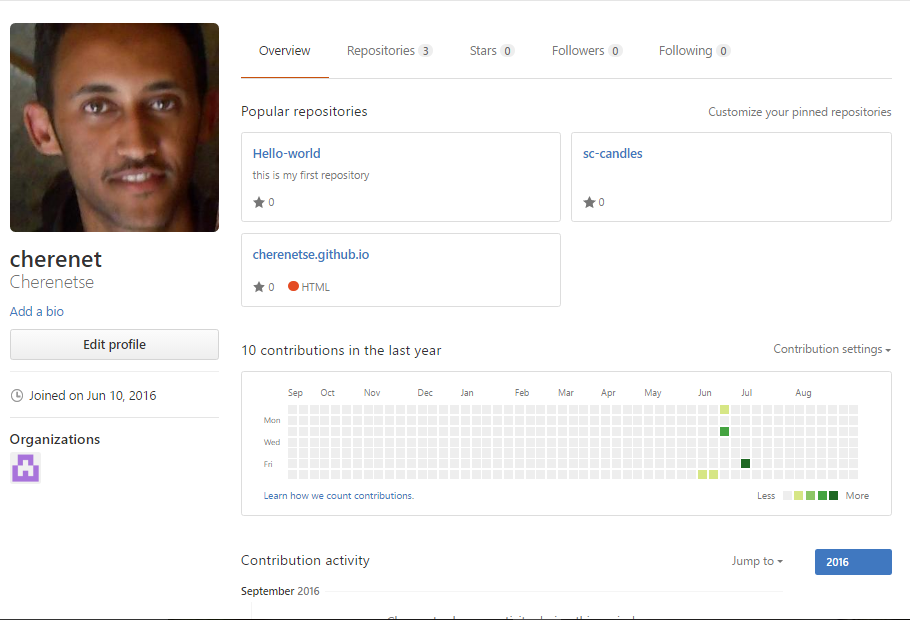 Overview Repositories 3 Stars 0 Followers 0 Following 0
Popular repositories Customize your pinned repositories
Hello-world
this is my first repository
0
sc-candles
0
cherenetse.github.io
0 HTML
cherenet
Cherenetse
Add a bio
Edit profile
Joined on Jun 10, 2016
Organizations
10 contributions in the last year Contribution settings
Sep Oct Nov Dec Jan Feb Mar Apr May Jun Jul Aug
Mon
Wed
Fri
Learn how we count contributions. Less More
Contribution activity Jump to 2016
September 2016